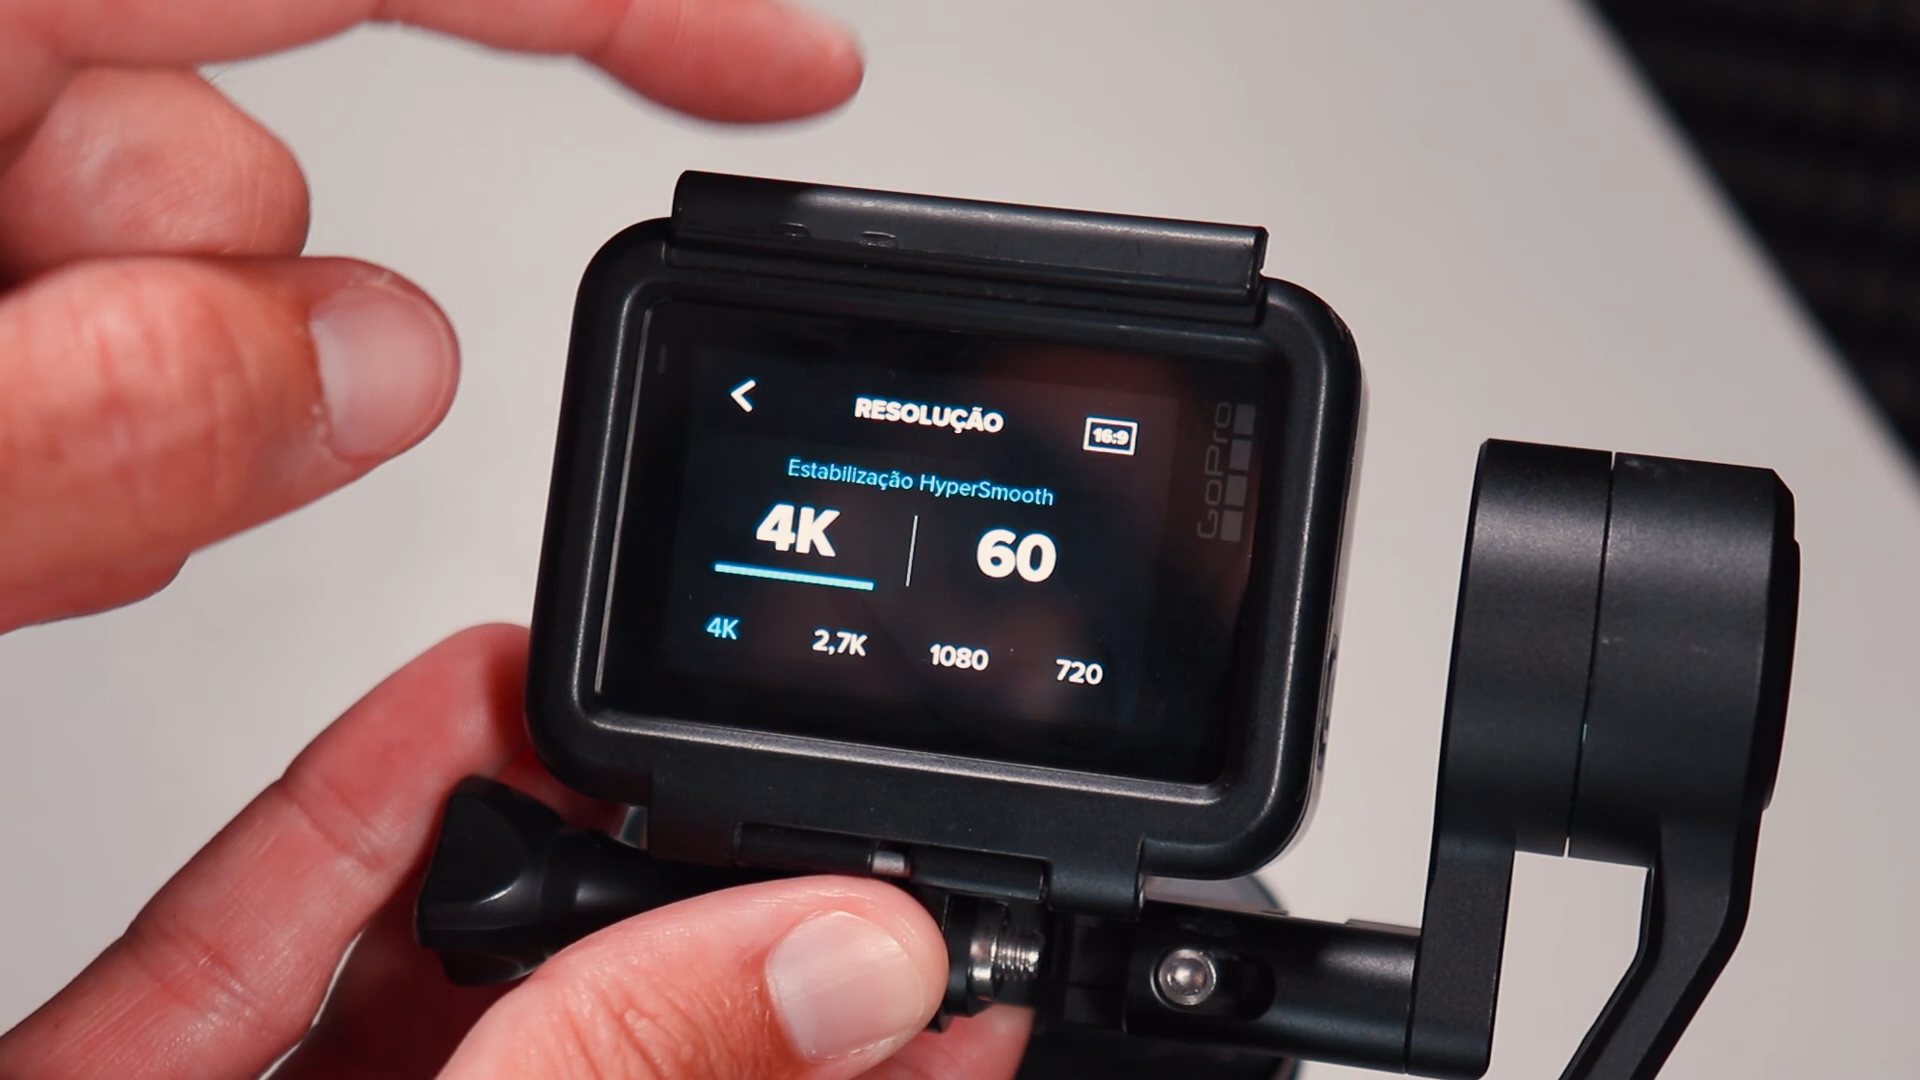 RESOLUÇÃO
16:9
Estabilização HyperSmooth
4K | 60
4K 2,7K 1080 720
GoPro